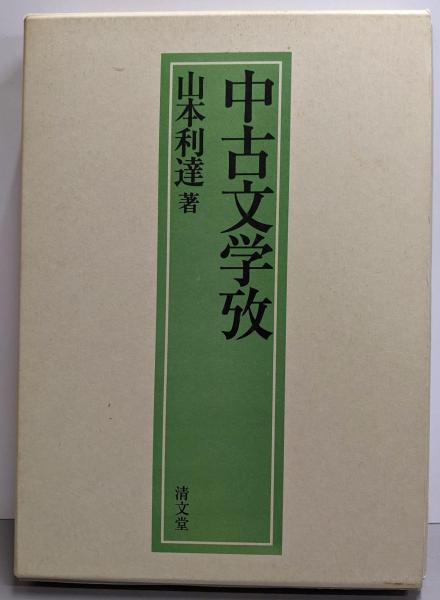 中古文学攷
山本利達 著
清文堂